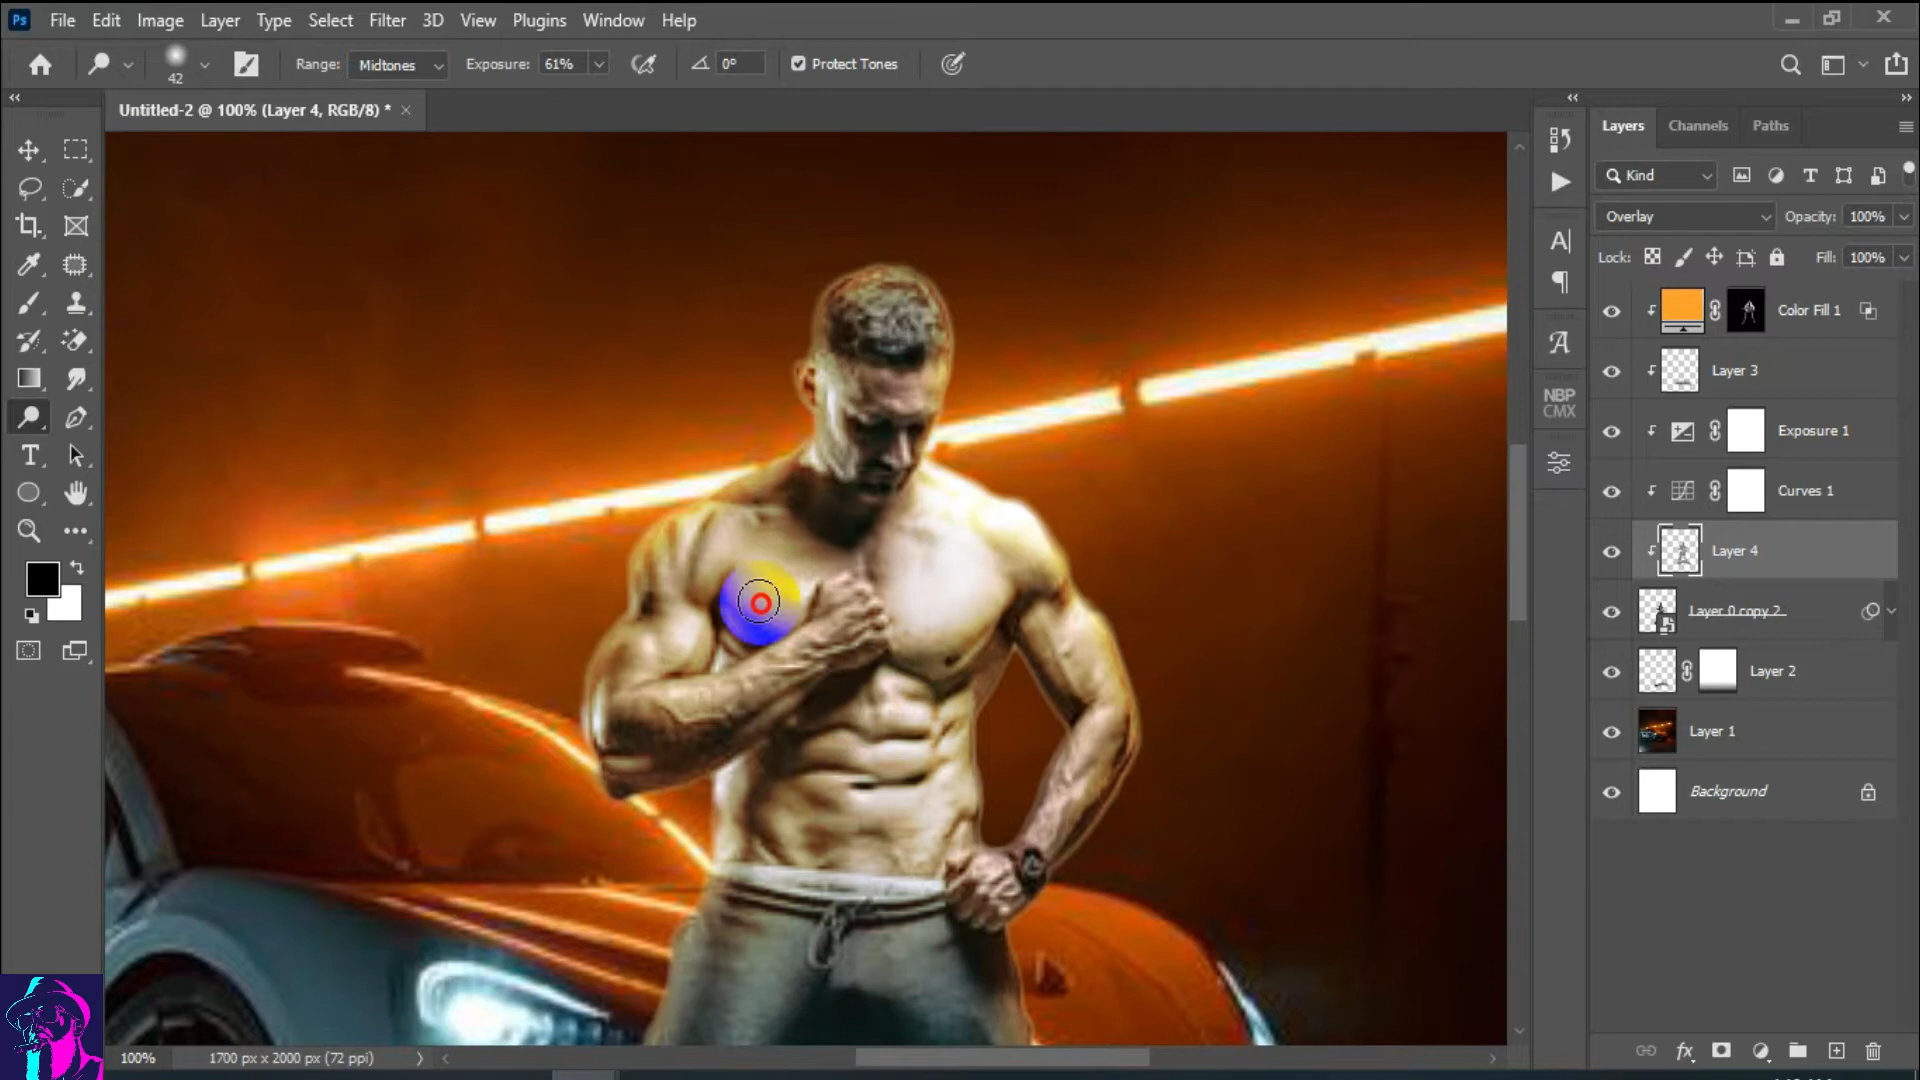 Ps File Edit Image Layer Type Select Filter 3D View Plugins Window Help
42 Range: Midtones Exposure: 61% 0° Protect Tones
Untitled-2 @ 100% (Layer 4, RGB/8) *
Layers Channels Paths
Kind
Overlay Opacity: 100%
Lock: Fill: 100%
Color Fill 1
Layer 3
NBP
CMX
Exposure 1
Curves 1
Layer 4
Layer 0 copy 2
Layer 2
Layer 1
Background
100% 1700 px x 2000 px (72 ppi)
fx